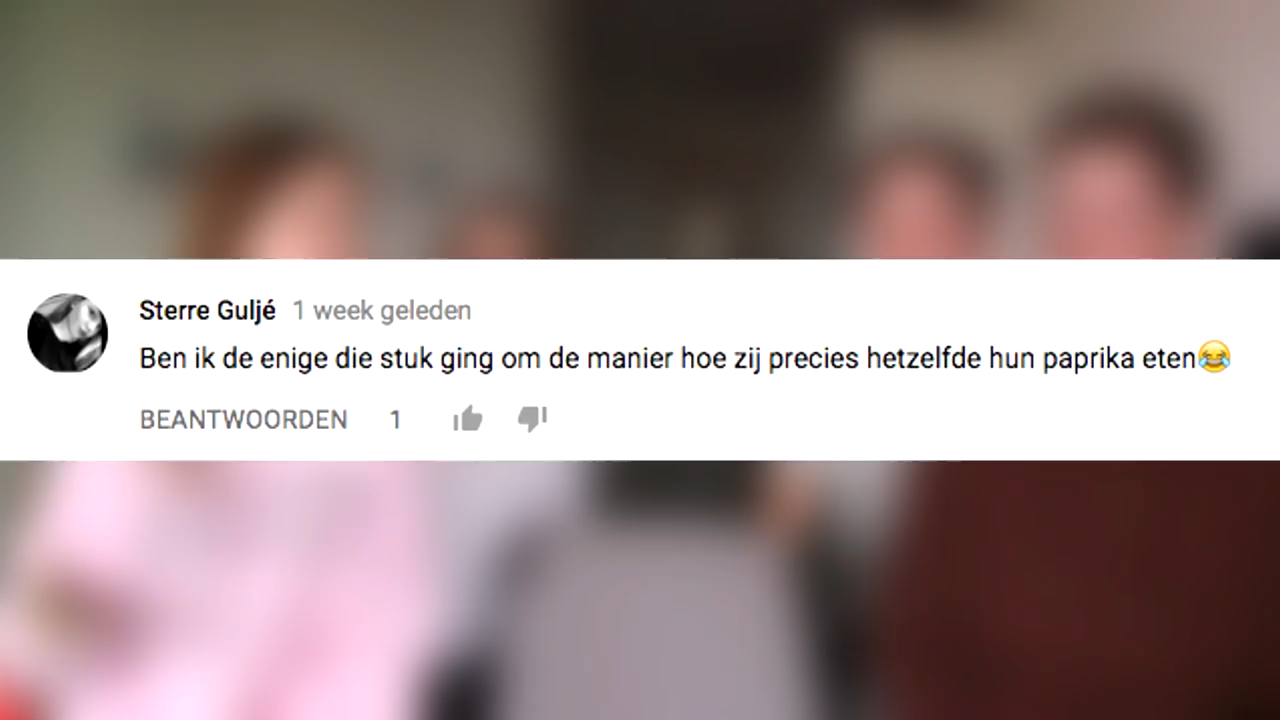 Sterre Guljé 1 week geleden
Ben ik de enige die stuk ging om de manier hoe zij precies hetzelfde hun paprika eten😂
BEANTWOORDEN 1